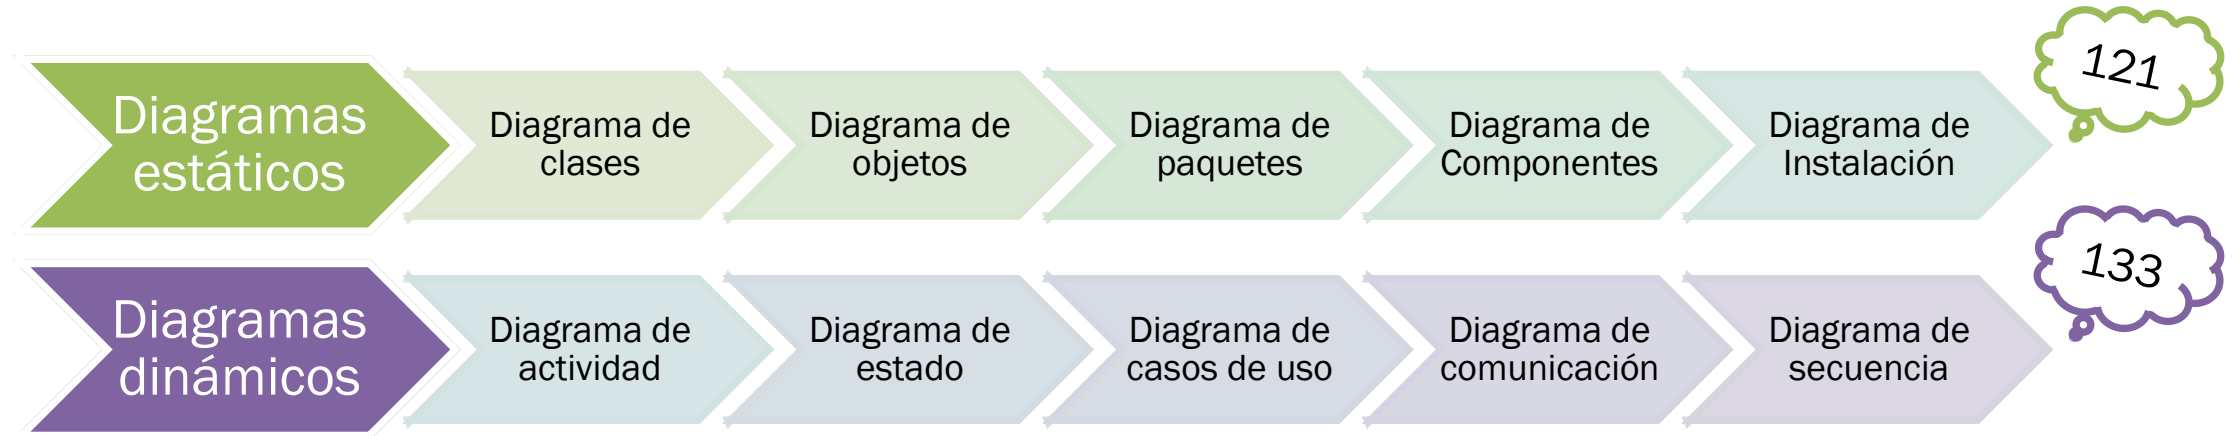 Diagramas
estáticos
Diagrama de
clases
Diagrama de
objetos
Diagrama de
paquetes
Diagrama de
Componentes
Diagrama de
Instalación
121
Diagramas
dinámicos
Diagrama de
actividad
Diagrama de
estado
Diagrama de
casos de uso
Diagrama de
comunicación
Diagrama de
secuencia
133